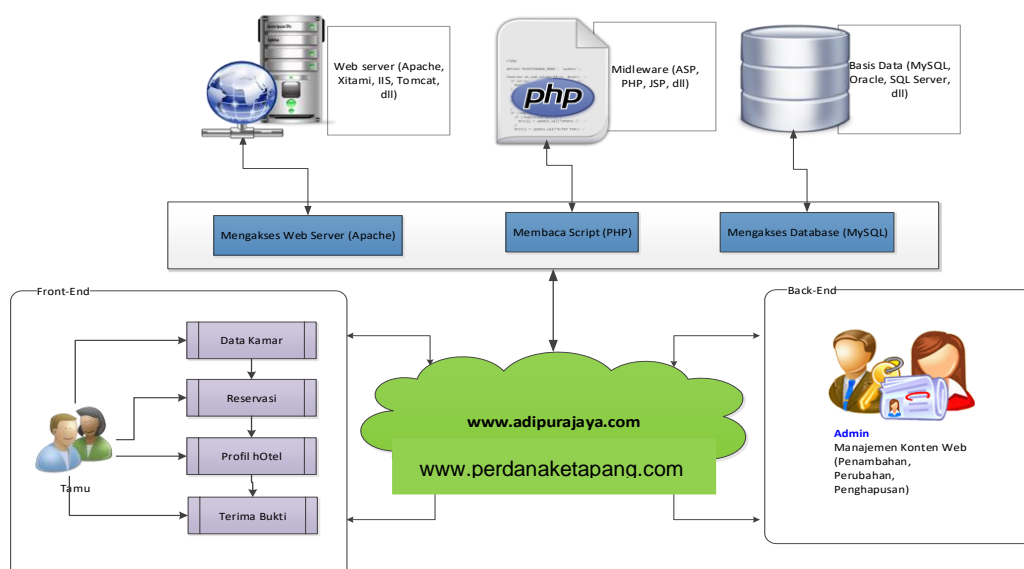 Web server (Apache,
Xitami, IIS, Tomcat,
dll)
php
Midleware (ASP,
PHP, JSP, dll)
Basis Data (MySQL,
Oracle, SQL Server,
dll)
Mengakses Web Server (Apache)
Membaca Script (PHP)
Mengakses Database (MySQL)
Front-End
Data Kamar
Reservasi
Profil hOtel
Terima Bukti
Tamu
www.adipurajaya.com
www.perdanaketapang.com
Back-End
Admin
Manajemen Konten Web
(Penambahan,
Perubahan,
Penghapusan)